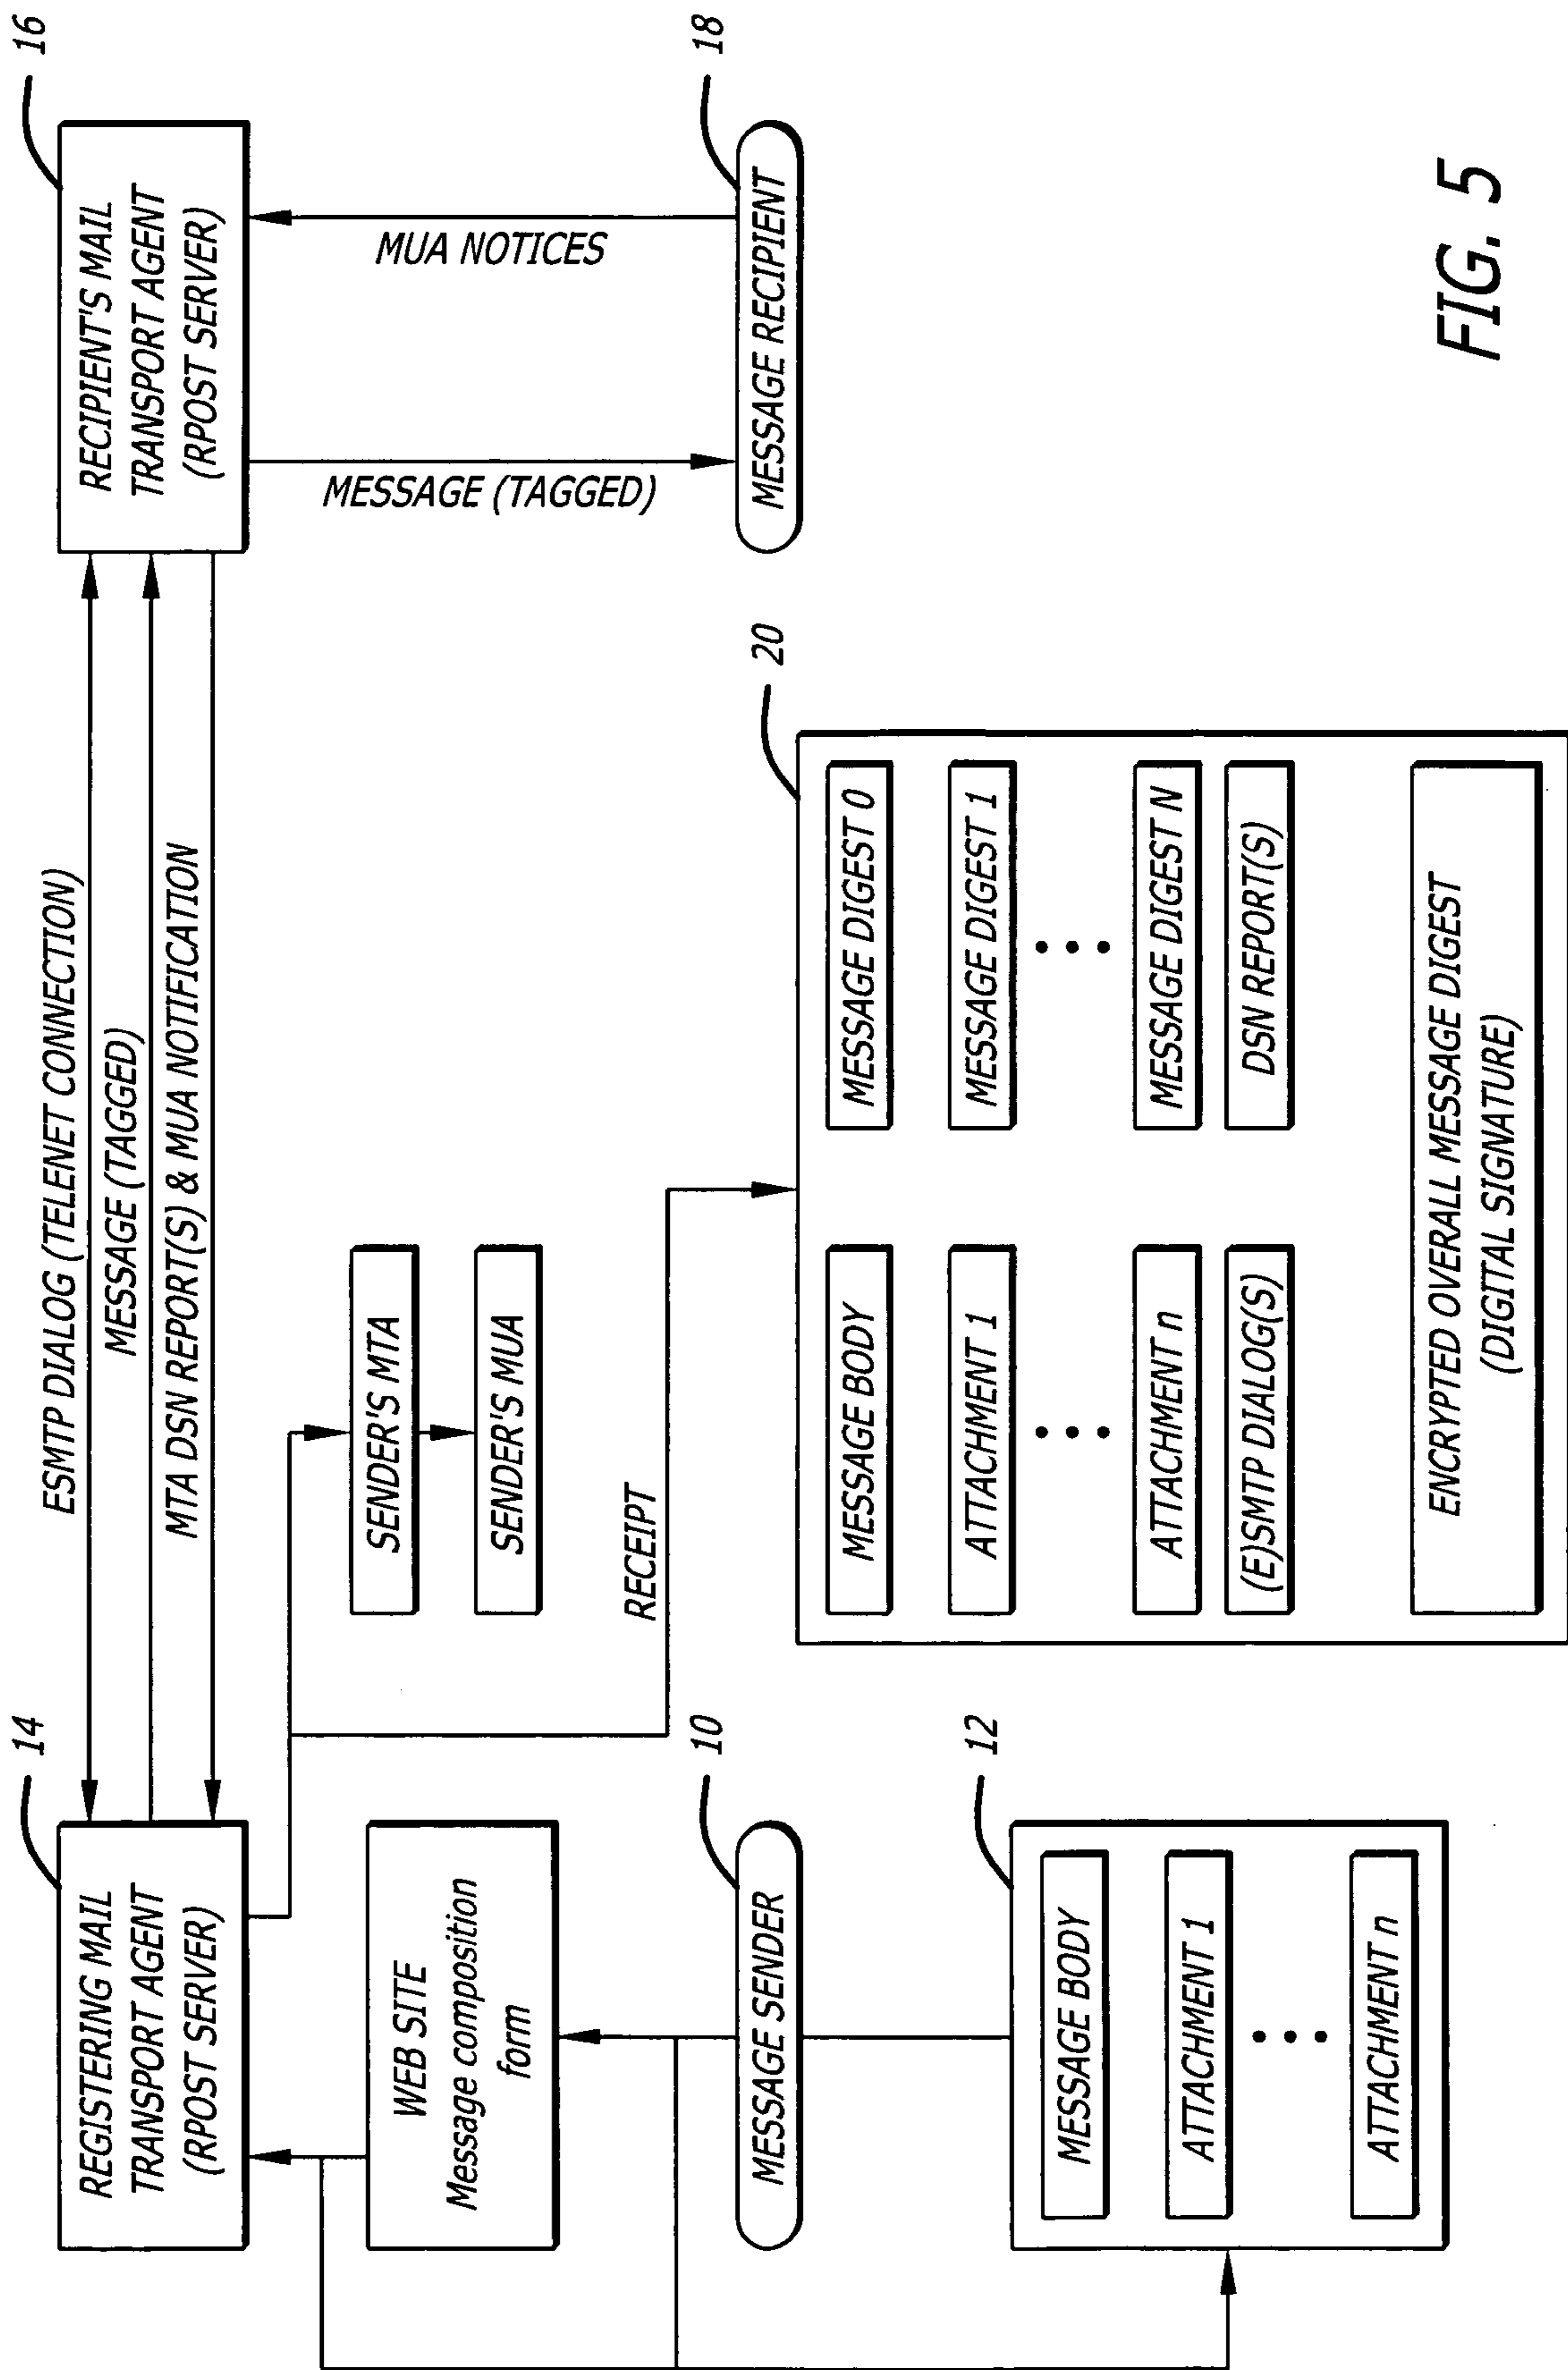 14
REGISTERING MAIL
TRANSPORT AGENT
(RPOST SERVER)
ESMTP DIALOG (TELENET CONNECTION)
MESSAGE (TAGGED)
MTA DSN REPORT(S) & MUA NOTIFICATION
16
RECIPIENT'S MAIL
TRANSPORT AGENT
(RPOST SERVER)
WEB SITE
Message composition
form
SENDER'S MTA
SENDER'S MUA
MESSAGE (TAGGED)
MUA NOTICES
RECEIPT
10
MESSAGE SENDER
18
MESSAGE RECIPIENT
12
MESSAGE BODY
ATTACHMENT 1
ATTACHMENT n
20
MESSAGE BODY
MESSAGE DIGEST 0
ATTACHMENT 1
MESSAGE DIGEST 1
ATTACHMENT n
MESSAGE DIGEST N
(E)SMTP DIALOG(S)
DSN REPORT(S)
ENCRYPTED OVERALL MESSAGE DIGEST
(DIGITAL SIGNATURE)
FIG. 5